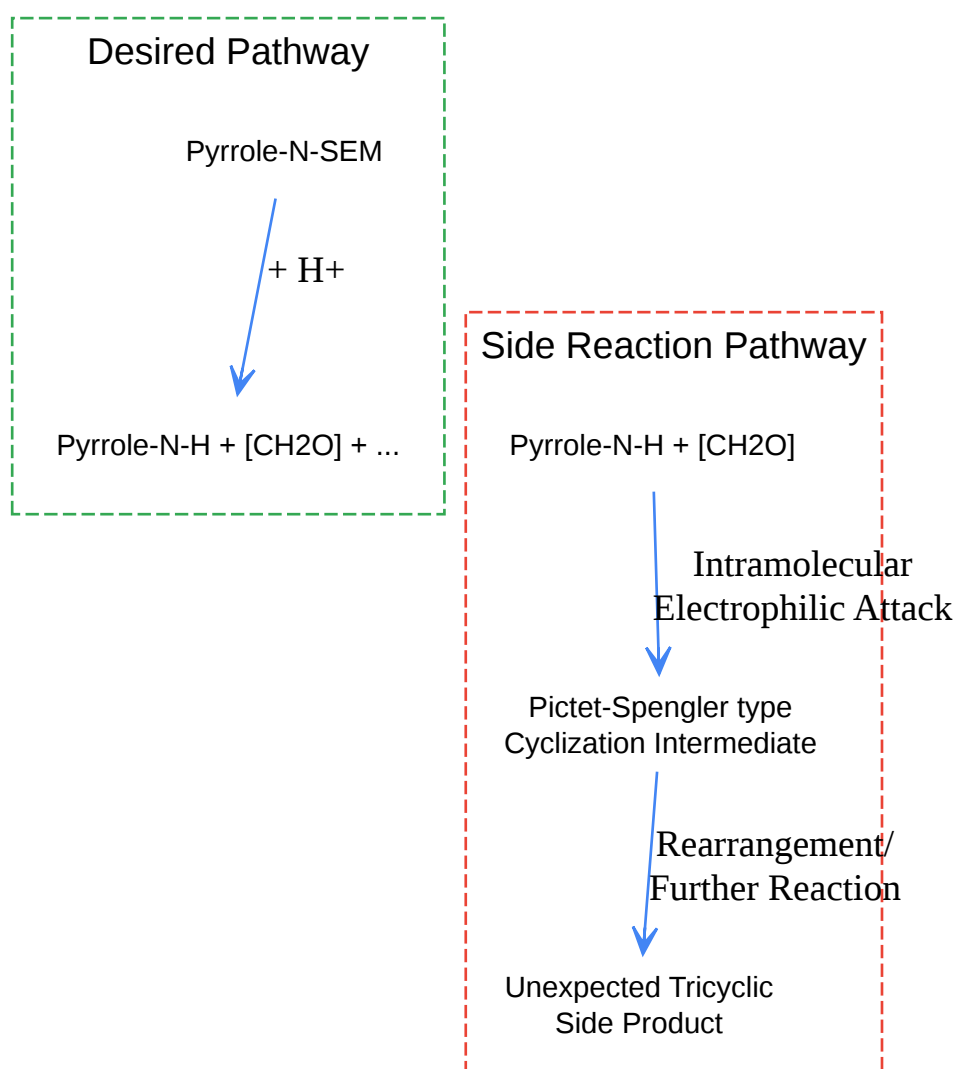 Desired Pathway
Pyrrole-N-SEM
+ H+
Pyrrole-N-H + [CH2O] + ...
Side Reaction Pathway
Pyrrole-N-H + [CH2O]
Intramolecular
Electrophilic Attack
Pictet-Spengler type
Cyclization Intermediate
Rearrangement/
Further Reaction
Unexpected Tricyclic
Side Product